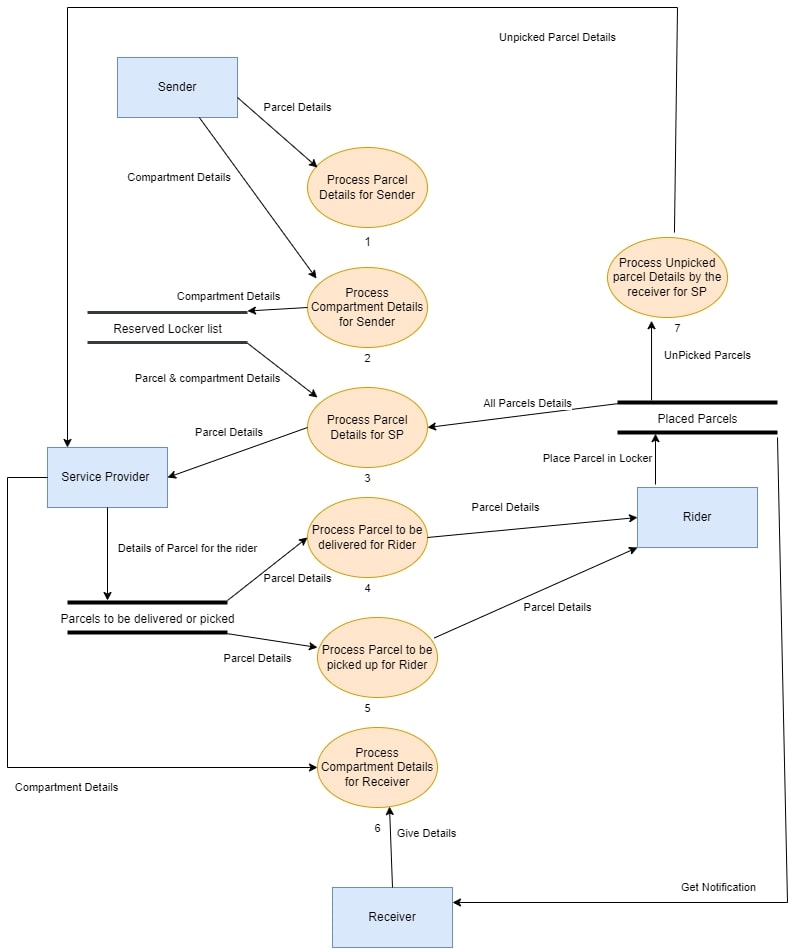 Unpicked Parcel Details
Sender
Parcel Details
Compartment Details
Process Parcel
Details for Sender
1
Process Unpicked
parcel Details by the
receiver for SP
7
Compartment Details
Process
Compartment Details
for Sender
2
Reserved Locker list
UnPicked Parcels
Parcel & compartment Details
All Parcels Details
Placed Parcels
Process Parcel
Details for SP
3
Parcel Details
Place Parcel in Locker
Service Provider
Parcel Details
Rider
Process Parcel to be
delivered for Rider
4
Details of Parcel for the rider
Parcel Details
Parcel Details
Parcels to be delivered or picked
Parcel Details
Process Parcel to be
picked up for Rider
5
Process
Compartment Details
for Receiver
6
Compartment Details
Give Details
Get Notification
Receiver